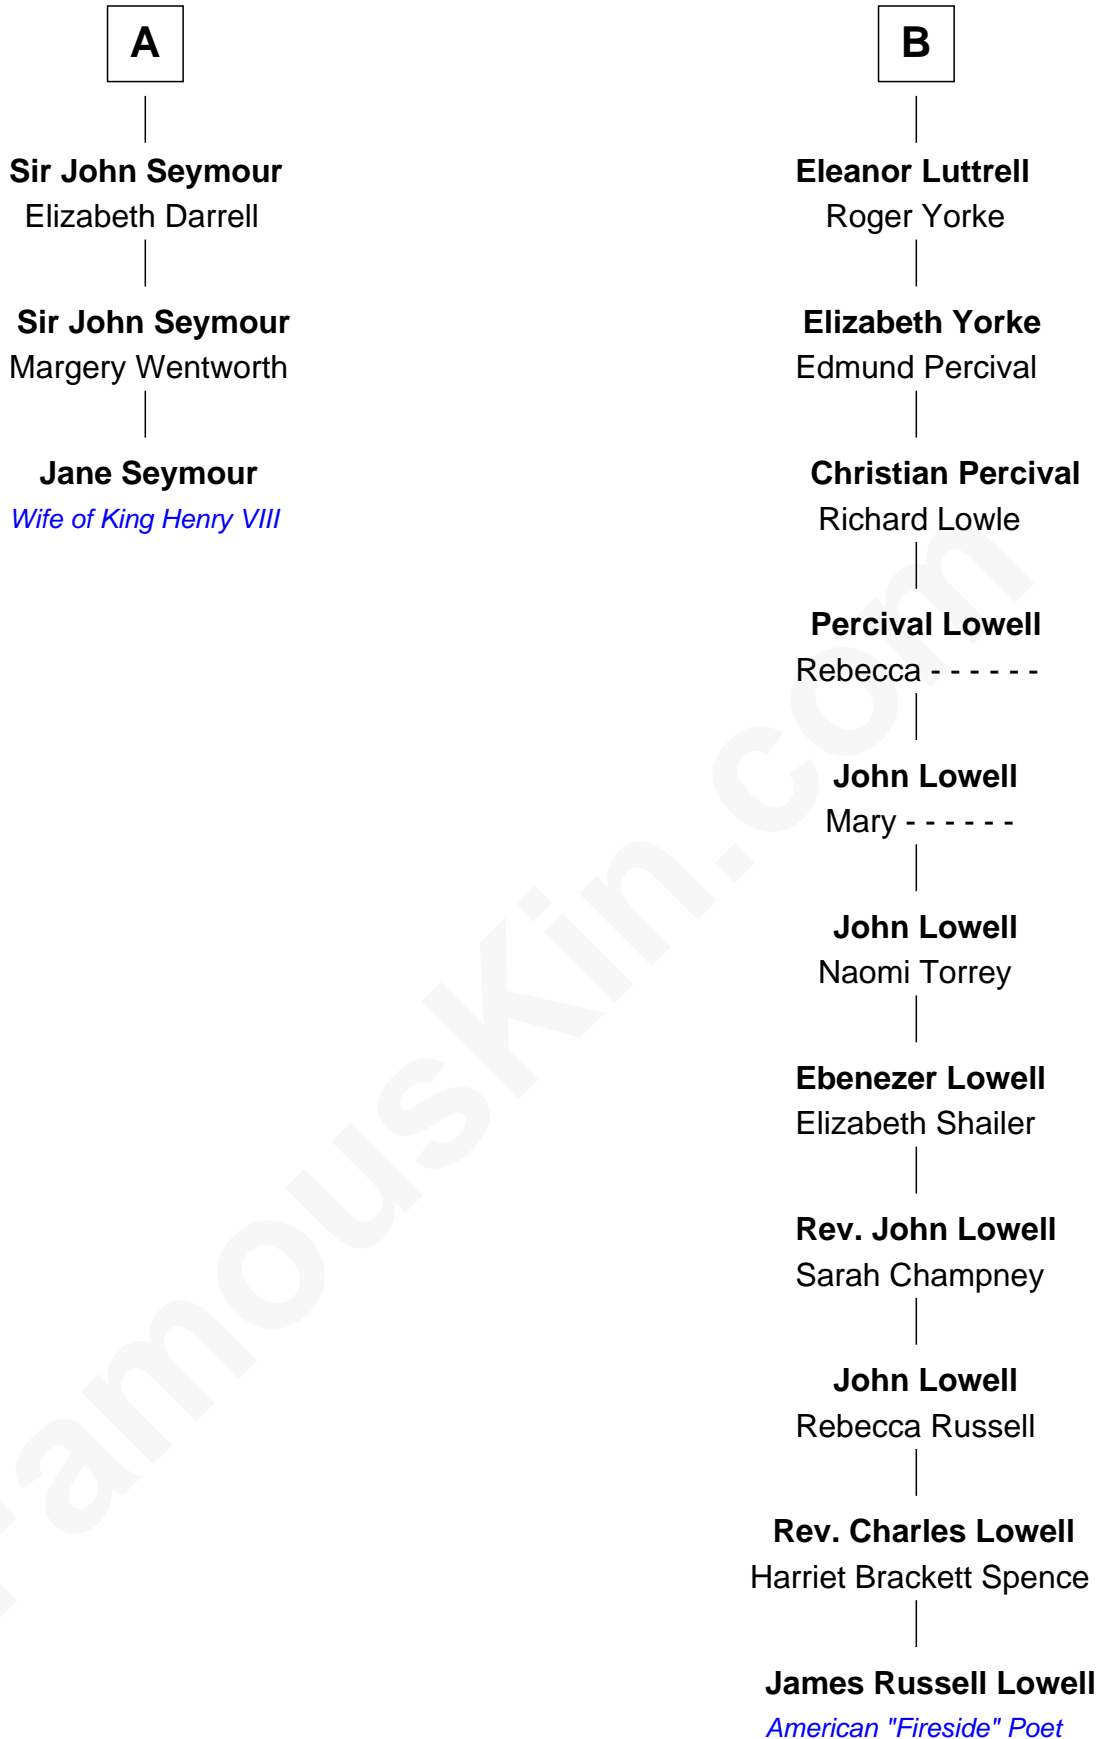 A
Sir John Seymour
Elizabeth Darrell
Sir John Seymour
Margery Wentworth
Jane Seymour
Wife of King Henry VIII
B
Eleanor Luttrell
Roger Yorke
Elizabeth Yorke
Edmund Percival
Christian Percival
Richard Lowle
Percival Lowell
Rebecca - - - - - -
John Lowell
Mary - - - - - -
John Lowell
Naomi Torrey
Ebenezer Lowell
Elizabeth Shailer
Rev. John Lowell
Sarah Champney
John Lowell
Rebecca Russell
Rev. Charles Lowell
Harriet Brackett Spence
James Russell Lowell
American "Fireside" Poet
FamousKin.com